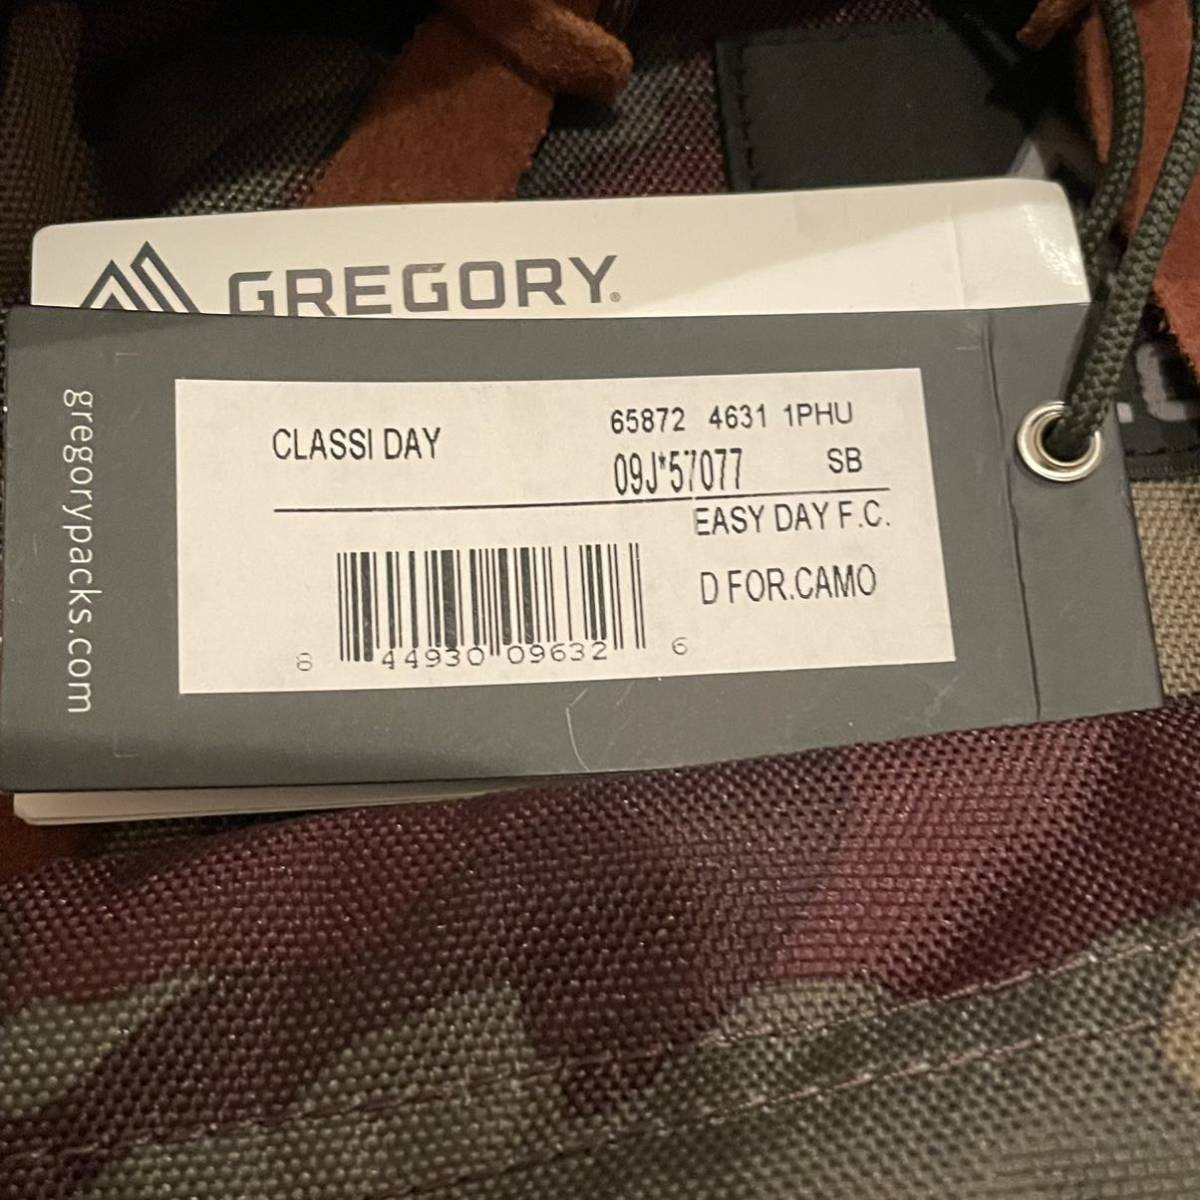 GREGORY®
gregorypacks.com
CLASSI DAY
65872 4631 1PHU
09J*57077 SB
EASY DAY F.C.
D FOR.CAMO
8 44930 09632 6